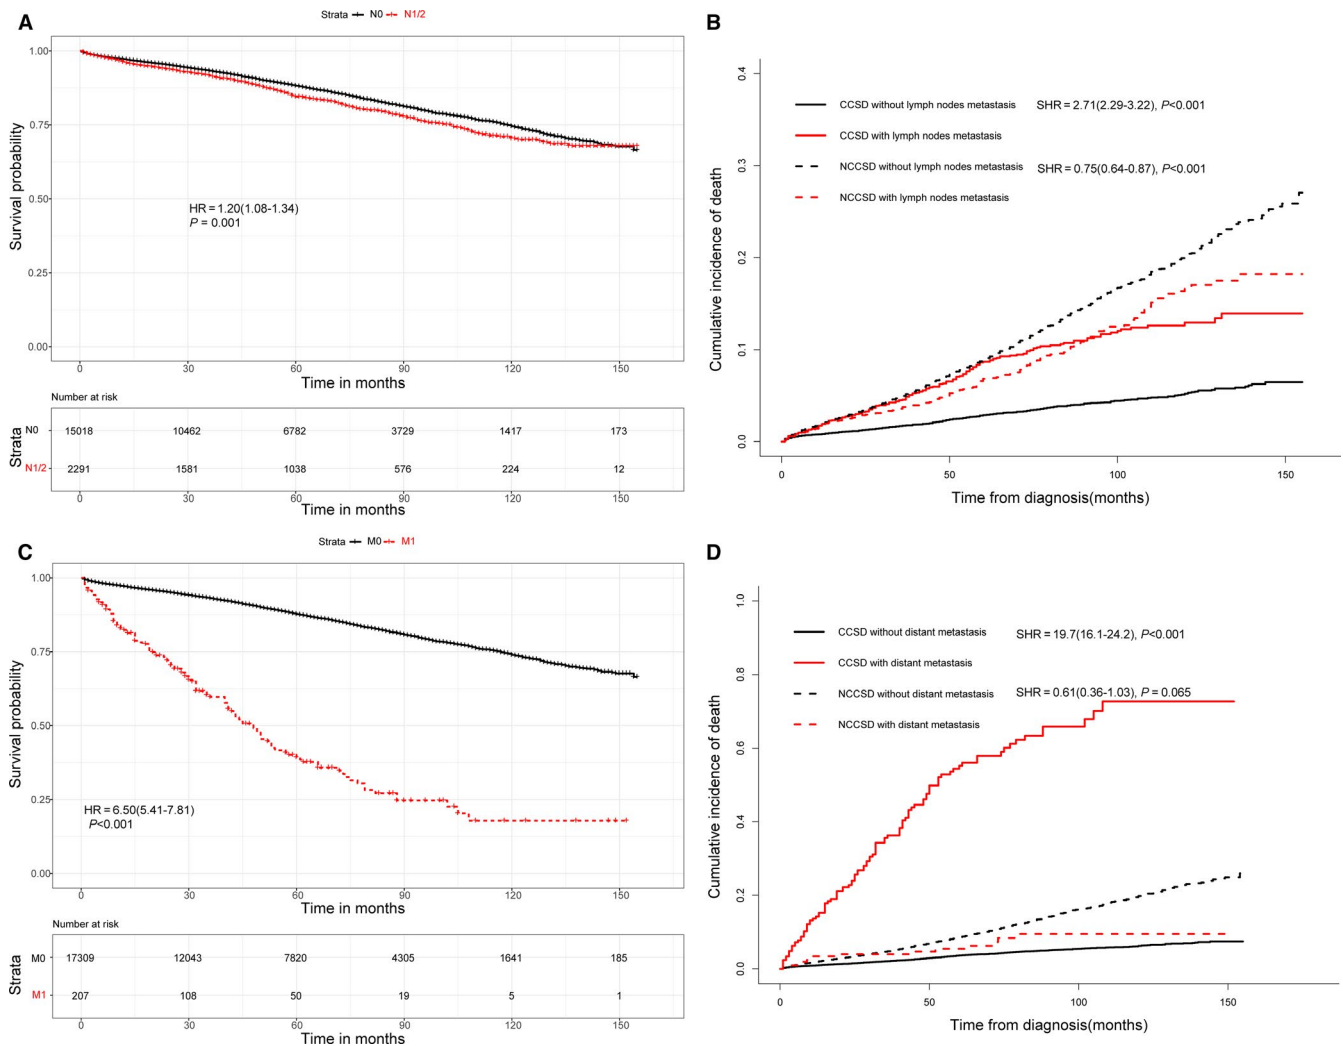 A
Strata N0 N1/2
1.00
0.75
0.50
0.25
0.00
Survival probability
HR = 1.20(1.08-1.34)
P = 0.001
0 30 60 90 120 150
Time in months
Number at risk
Strata
N0 15018 10462 6782 3729 1417 173
N1/2 2291 1581 1038 576 224 12
0 30 60 90 120 150
Time in months
B
0.4
0.3
0.2
0.1
0.0
Cumulative incidence of death
CCSD without lymph nodes metastasis SHR = 2.71(2.29-3.22), P<0.001
CCSD with lymph nodes metastasis
NCCSD without lymph nodes metastasis SHR = 0.75(0.64-0.87), P<0.001
NCCSD with lymph nodes metastasis
0 50 100 150
Time from diagnosis(months)
C
Strata M0 M1
1.00
0.75
0.50
0.25
0.00
Survival probability
HR = 6.50(5.41-7.81)
P<0.001
0 30 60 90 120 150
Time in months
Number at risk
Strata
M0 17309 12043 7820 4305 1641 185
M1 207 108 50 19 5 1
0 30 60 90 120 150
Time in months
D
1.0
0.8
0.6
0.4
0.2
0.0
Cumulative incidence of death
CCSD without distant metastasis SHR = 19.7(16.1-24.2), P<0.001
CCSD with distant metastasis
NCCSD without distant metastasis SHR = 0.61(0.36-1.03), P = 0.065
NCCSD with distant metastasis
0 50 100 150
Time from diagnosis(months)